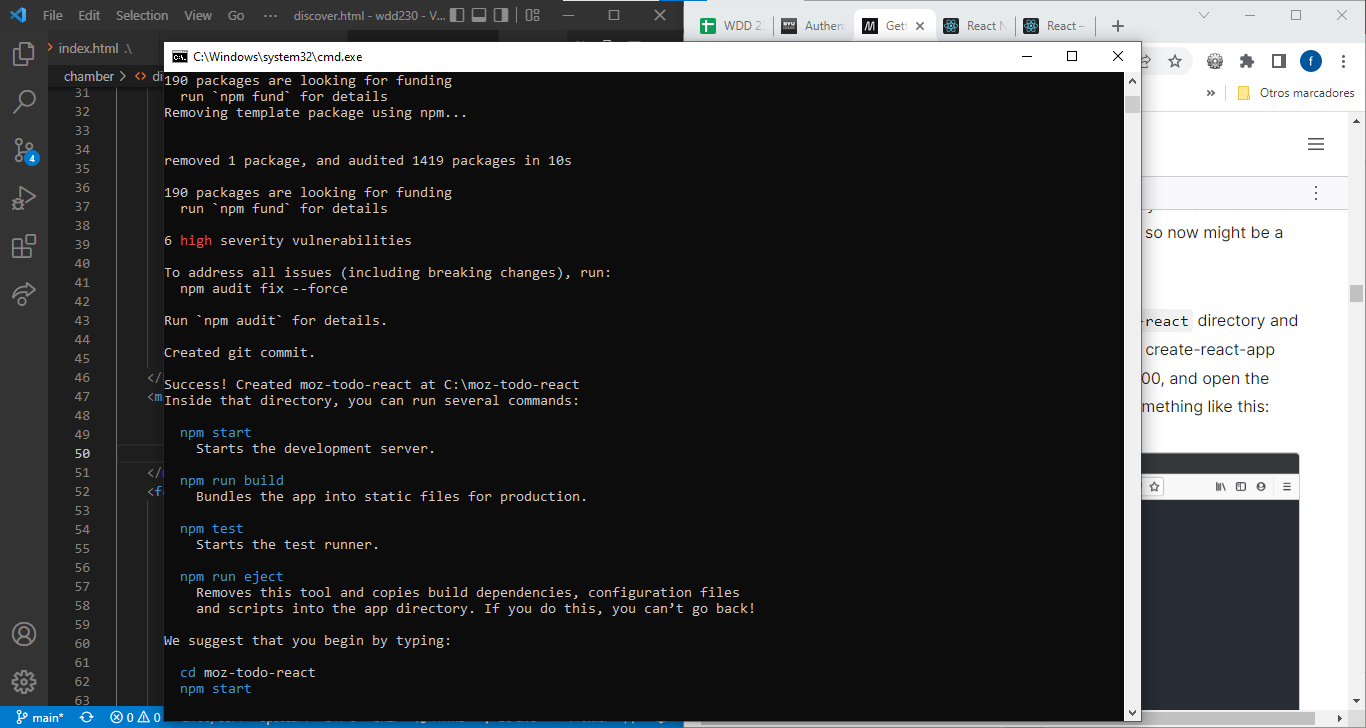 File Edit Selection View Go ··· discover.html - wdd230 - V...
index.html .\
chamber > <> di
31
32
33
34
35
36
37
38
39
40
41
42
43
44
45
46
47
48
49
50
51
52
53
54
55
56
57
58
59
60
61
62
63
</
<m
</
<f
4
main* 0 0
C:\Windows\system32\cmd.exe
190 packages are looking for funding
run `npm fund` for details
Removing template package using npm...
removed 1 package, and audited 1419 packages in 10s
190 packages are looking for funding
run `npm fund` for details
6 high severity vulnerabilities
To address all issues (including breaking changes), run:
npm audit fix --force
Run `npm audit` for details.
Created git commit.
Success! Created moz-todo-react at C:\moz-todo-react
Inside that directory, you can run several commands:
npm start
Starts the development server.
npm run build
Bundles the app into static files for production.
npm test
Starts the test runner.
npm run eject
Removes this tool and copies build dependencies, configuration files
and scripts into the app directory. If you do this, you can’t go back!
We suggest that you begin by typing:
cd moz-todo-react
npm start
WDD 2 BYU Authen M Gett React N React –
f
» Otros marcadores
so now might be a
-react directory and
create-react-app
00, and open the
mething like this: